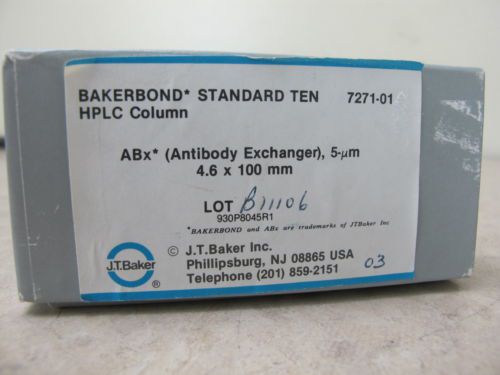 BAKERBOND* STANDARD TEN 7271-01
HPLC Column
ABx* (Antibody Exchanger), 5-µm
4.6 x 100 mm
LOT B11106
930P8045R1
*BAKERBOND and ABx are trademarks of JTBaker Inc
J.T.Baker ®
© J.T.Baker Inc.
Phillipsburg, NJ 08865 USA
Telephone (201) 859-2151
03